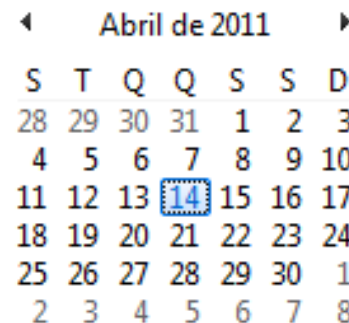 Abril de 2011
S T Q Q S S D
28 29 30 31 1 2 3
4 5 6 7 8 9 10
11 12 13 14 15 16 17
18 19 20 21 22 23 24
25 26 27 28 29 30 1
2 3 4 5 6 7 8